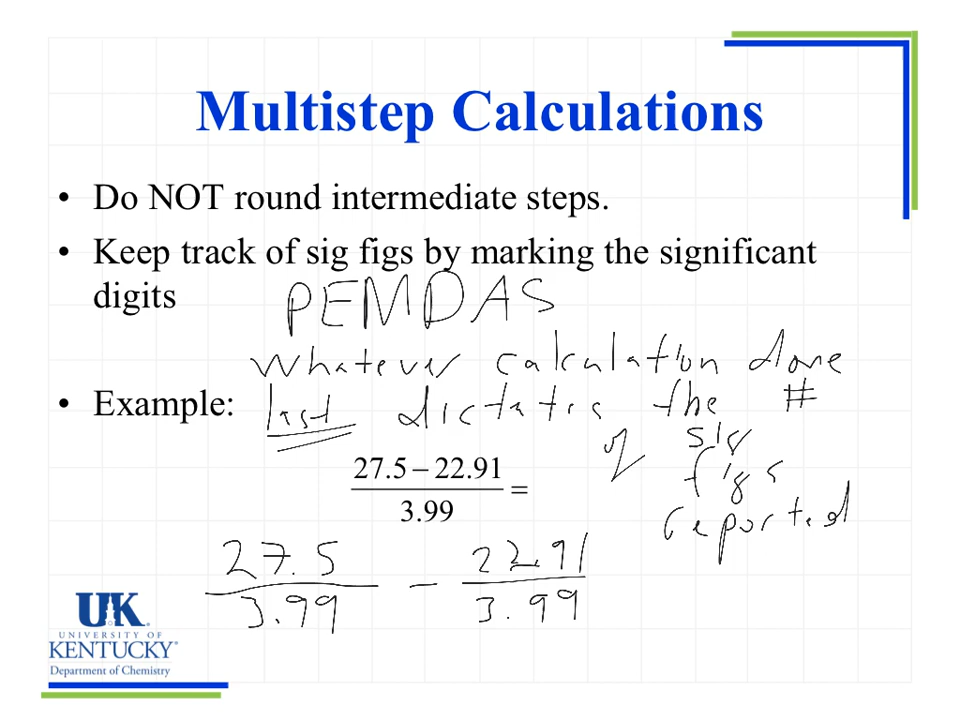 Multistep Calculations
• Do NOT round intermediate steps.
• Keep track of sig figs by marking the significant
digits
PEMDAS
Whatever calculation done
• Example:
last dictates the #
of sig
figs
reported
27.5 – 22.91
3.99
=
27.5
3.99
–
22.91
3.99
UK
UNIVERSITY OF
KENTUCKY
Department of Chemistry